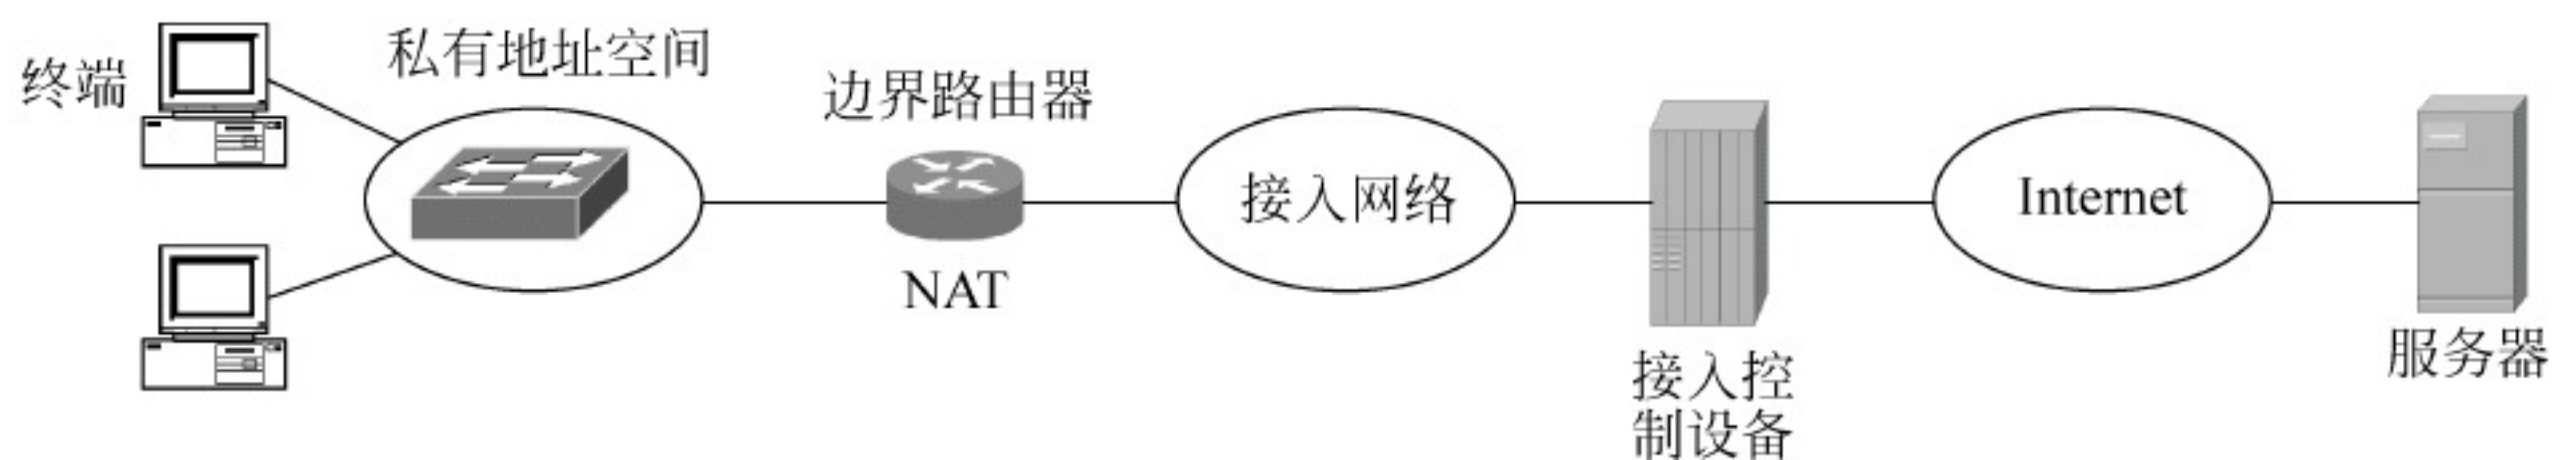 终端
私有地址空间
边界路由器
NAT
接入网络
接入控
制设备
Internet
服务器